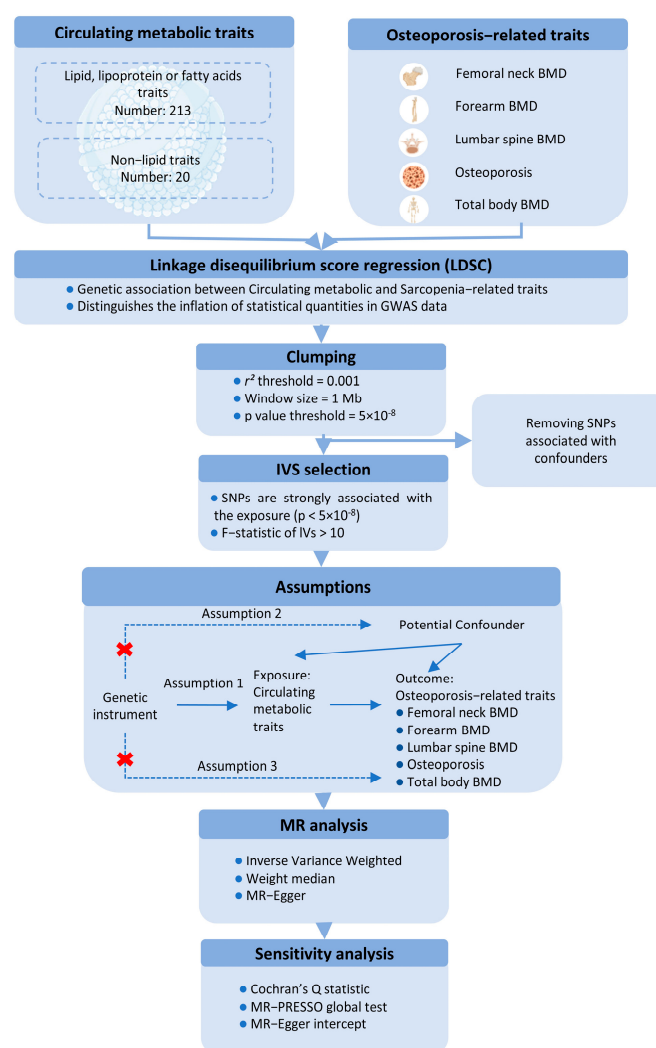 Circulating metabolic traits
Lipid, lipoprotein or fatty acids
traits
Number: 213
Non−lipid traits
Number: 20
Osteoporosis−related traits
Femoral neck BMD
Forearm BMD
Lumbar spine BMD
Osteoporosis
Total body BMD
Linkage disequilibrium score regression (LDSC)
● Genetic association between Circulating metabolic and Sarcopenia−related traits
● Distinguishes the inflation of statistical quantities in GWAS data
Clumping
● r² threshold = 0.001
● Window size = 1 Mb
● p value threshold = 5×10⁻⁸
Removing SNPs
associated with
confounders
IVS selection
● SNPs are strongly associated with
the exposure (p < 5×10⁻⁸)
● F−statistic of IVs > 10
Assumptions
Assumption 2
Potential Confounder
Assumption 1
Genetic
instrument
Exposure:
Circulating
metabolic
traits
Outcome:
Osteoporosis−related traits
● Femoral neck BMD
● Forearm BMD
● Lumbar spine BMD
● Osteoporosis
● Total body BMD
Assumption 3
MR analysis
● Inverse Variance Weighted
● Weight median
● MR−Egger
Sensitivity analysis
● Cochran's Q statistic
● MR−PRESSO global test
● MR−Egger intercept